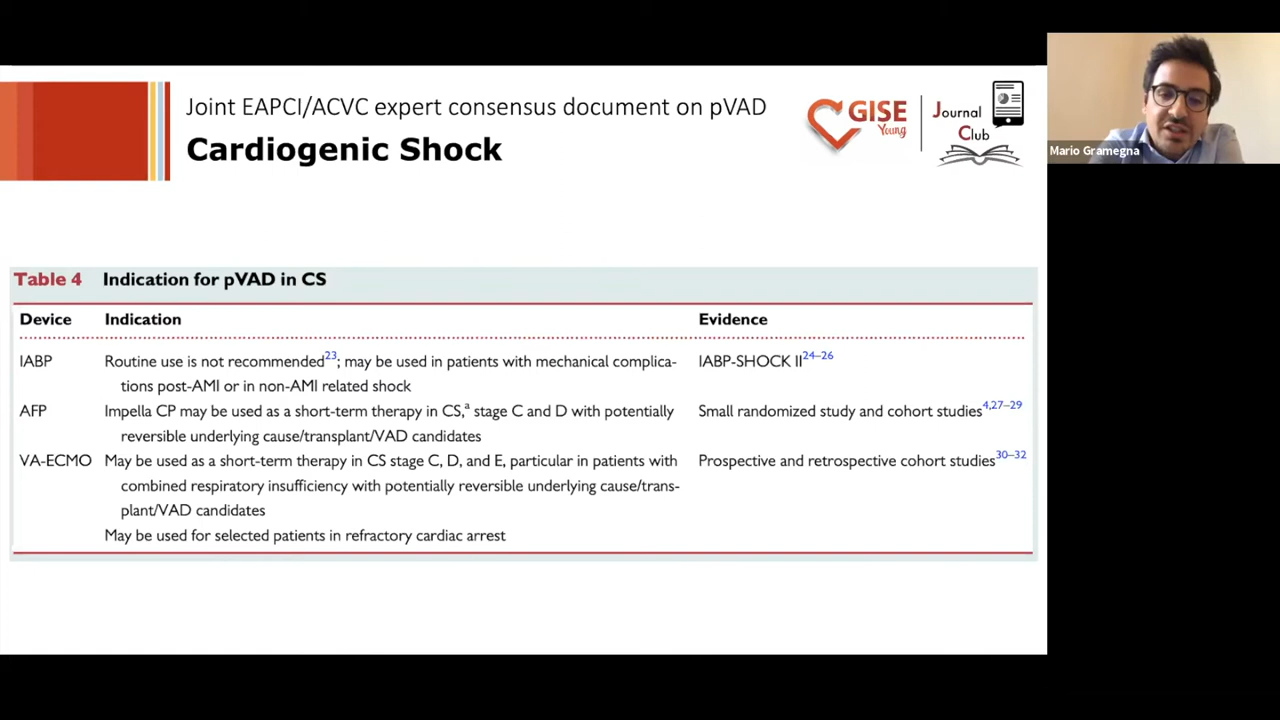 Joint EAPCI/ACVC expert consensus document on pVAD
Cardiogenic Shock
GISE
Young
Journal
Club
Mario Gramegna
Table 4 Indication for pVAD in CS
Device Indication Evidence
IABP Routine use is not recommended23; may be used in patients with mechanical complica- IABP-SHOCK II24–26
tions post-AMI or in non-AMI related shock
AFP Impella CP may be used as a short-term therapy in CS,a stage C and D with potentially Small randomized study and cohort studies4,27–29
reversible underlying cause/transplant/VAD candidates
VA-ECMO May be used as a short-term therapy in CS stage C, D, and E, particular in patients with Prospective and retrospective cohort studies30–32
combined respiratory insufficiency with potentially reversible underlying cause/trans-
plant/VAD candidates
May be used for selected patients in refractory cardiac arrest